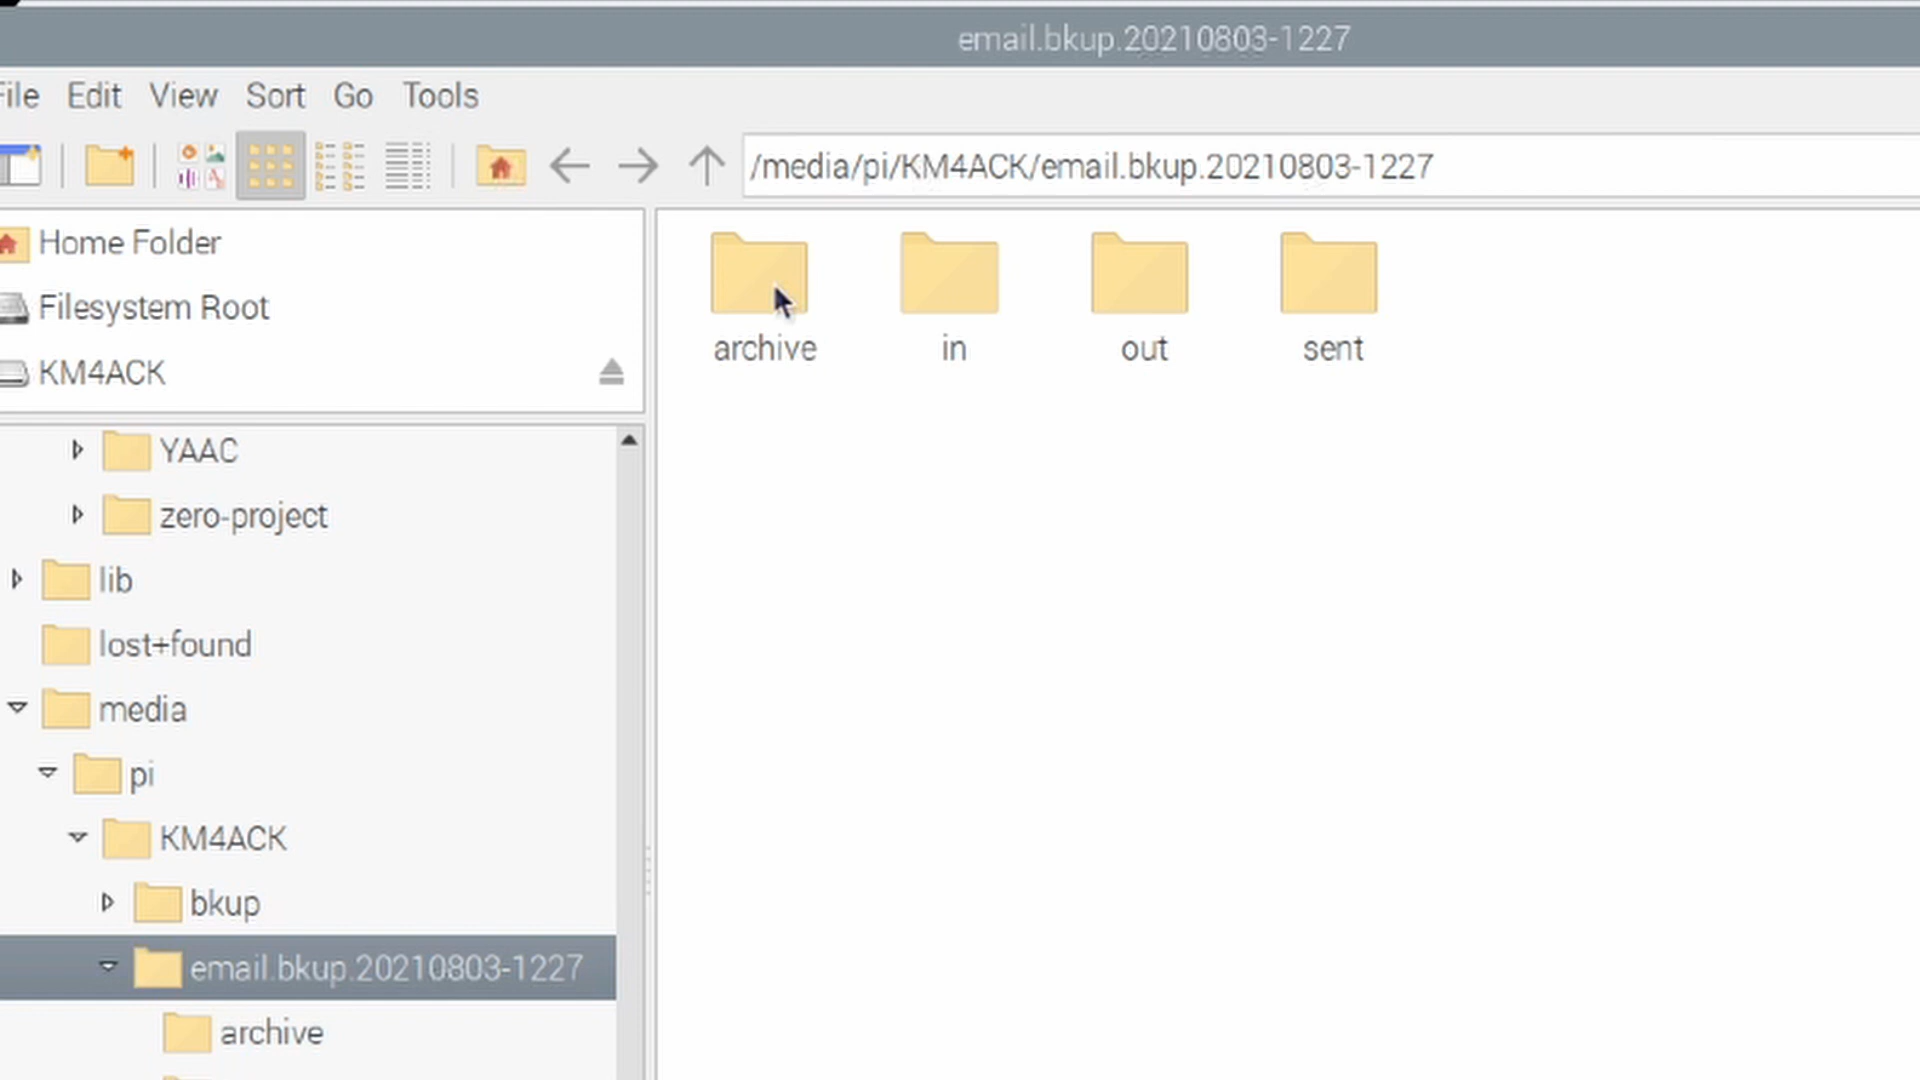 email.bkup.20210803-1227
File Edit View Sort Go Tools
/media/pi/KM4ACK/email.bkup.20210803-1227
Home Folder
Filesystem Root
KM4ACK
archive in out sent
YAAC
zero-project
lib
lost+found
media
pi
KM4ACK
bkup
email.bkup.20210803-1227
archive